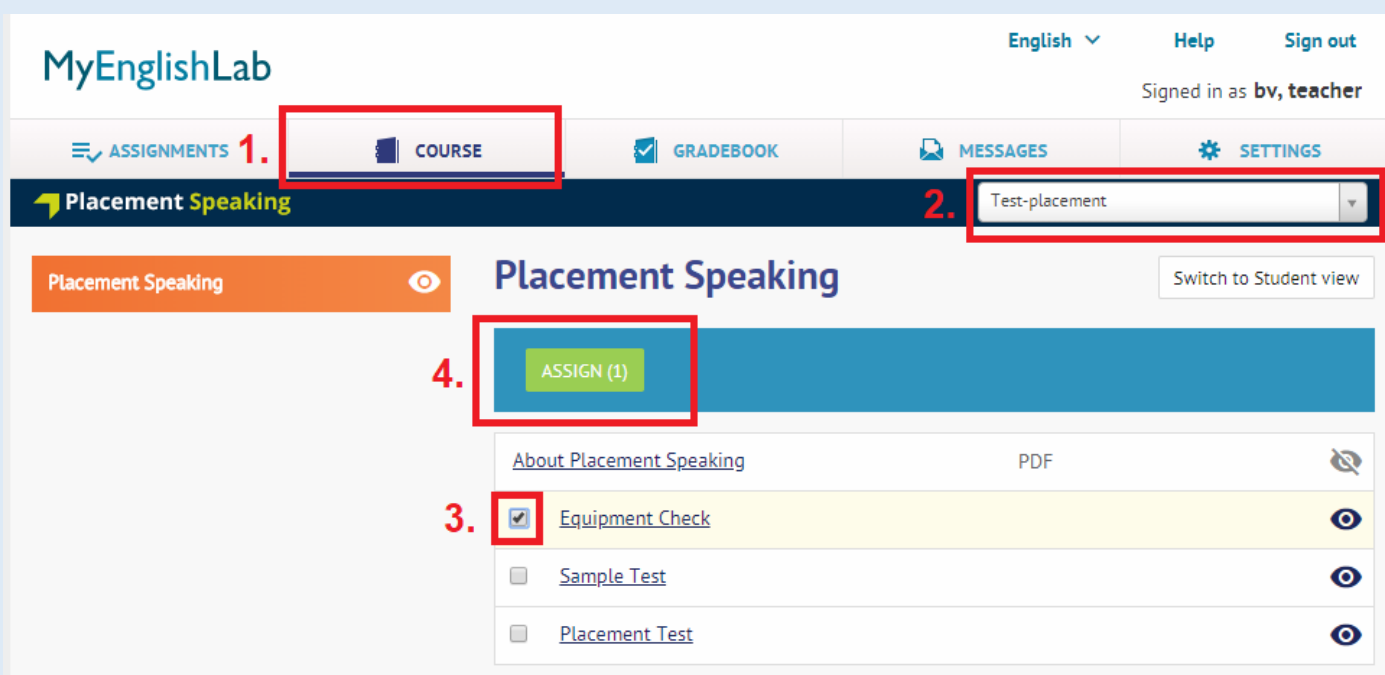 English Help Sign out
MyEnglishLab
Signed in as bv, teacher
ASSIGNMENTS 1. COURSE GRADEBOOK MESSAGES SETTINGS
Placement Speaking 2. Test-placement
Placement Speaking Placement Speaking Switch to Student view
4. ASSIGN (1)
About Placement Speaking PDF
3. Equipment Check
Sample Test
Placement Test